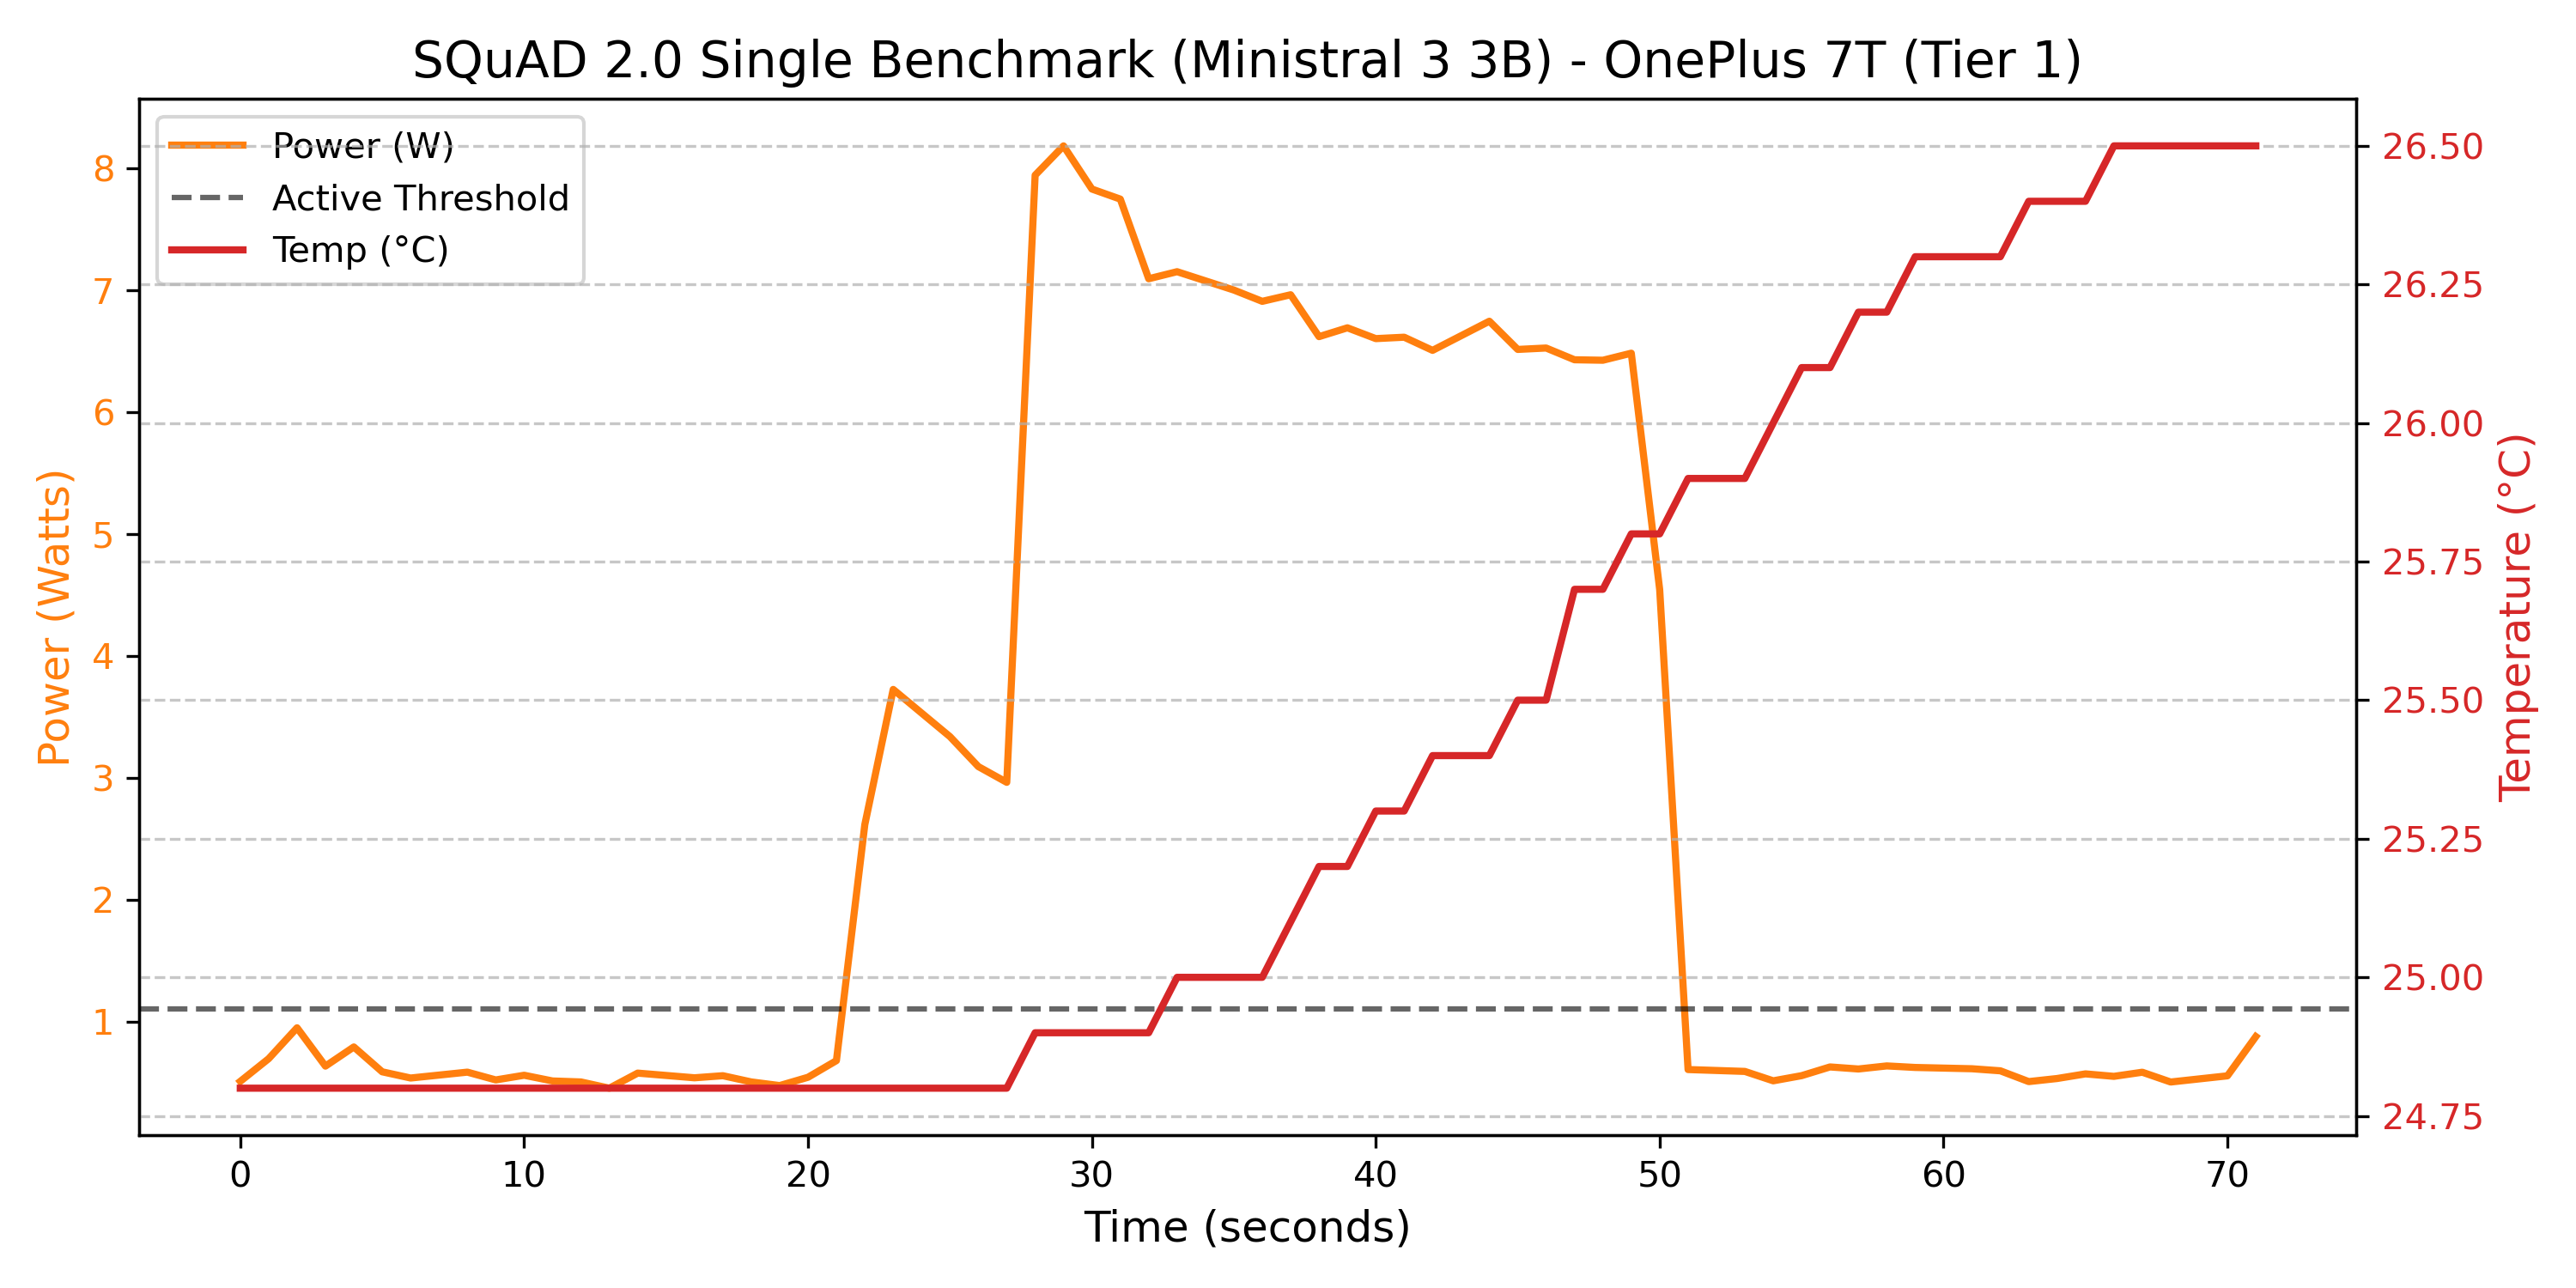 SQuAD 2.0 Single Benchmark (Ministral 3 3B) - OnePlus 7T (Tier 1)
Power (W)
Active Threshold
Temp (°C)
Power (Watts)
8
7
6
5
4
3
2
1
26.50
26.25
26.00
25.75
25.50
25.25
25.00
24.75
Temperature (°C)
0 10 20 30 40 50 60 70
Time (seconds)